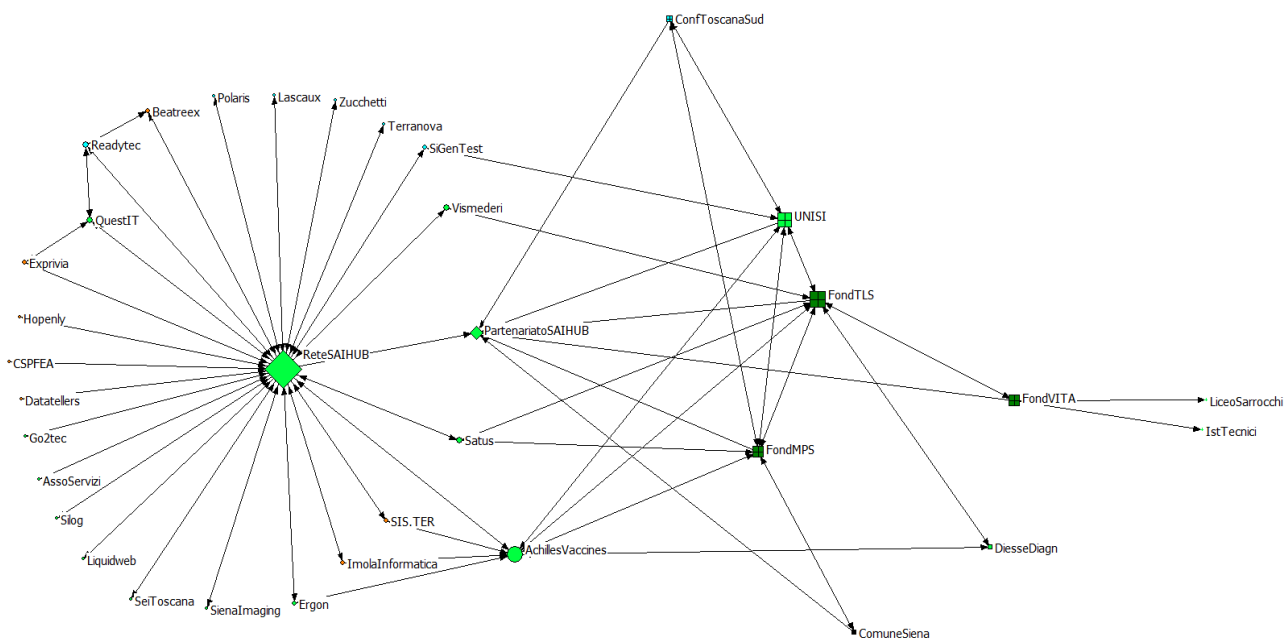 ConfToscanaSud
Polaris
Lascaux
Zucchetti
Beatreex
Terranova
Readytec
SiGenTest
Vismederi
UNISI
QuestIT
Exprivia
FondTLS
Hopenly
PartenariatoSAIHUB
ReteSAIHUB
CSPFEA
Datatellers
FondVITA
LiceoSarrocchi
IstTecnici
Go2tec
Satus
FondMPS
AssoServizi
Silog
SIS.TER
AchilesVaccines
DiesseDiagn
Liquidweb
ImolaInformatica
SeiToscana
SienaImaging
Ergon
ComuneSiena